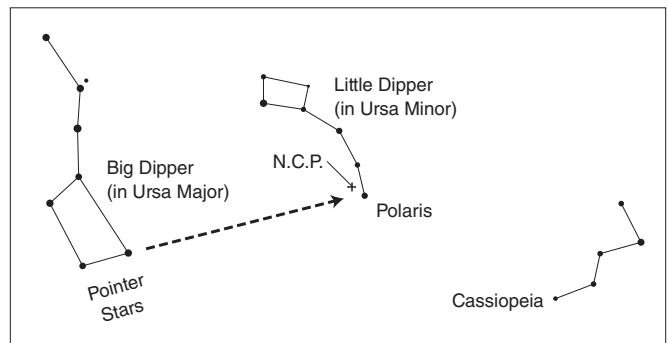 Little Dipper
(in Ursa Minor)
N.C.P.
Big Dipper
(in Ursa Major)
Polaris
Pointer
Stars
Cassiopeia